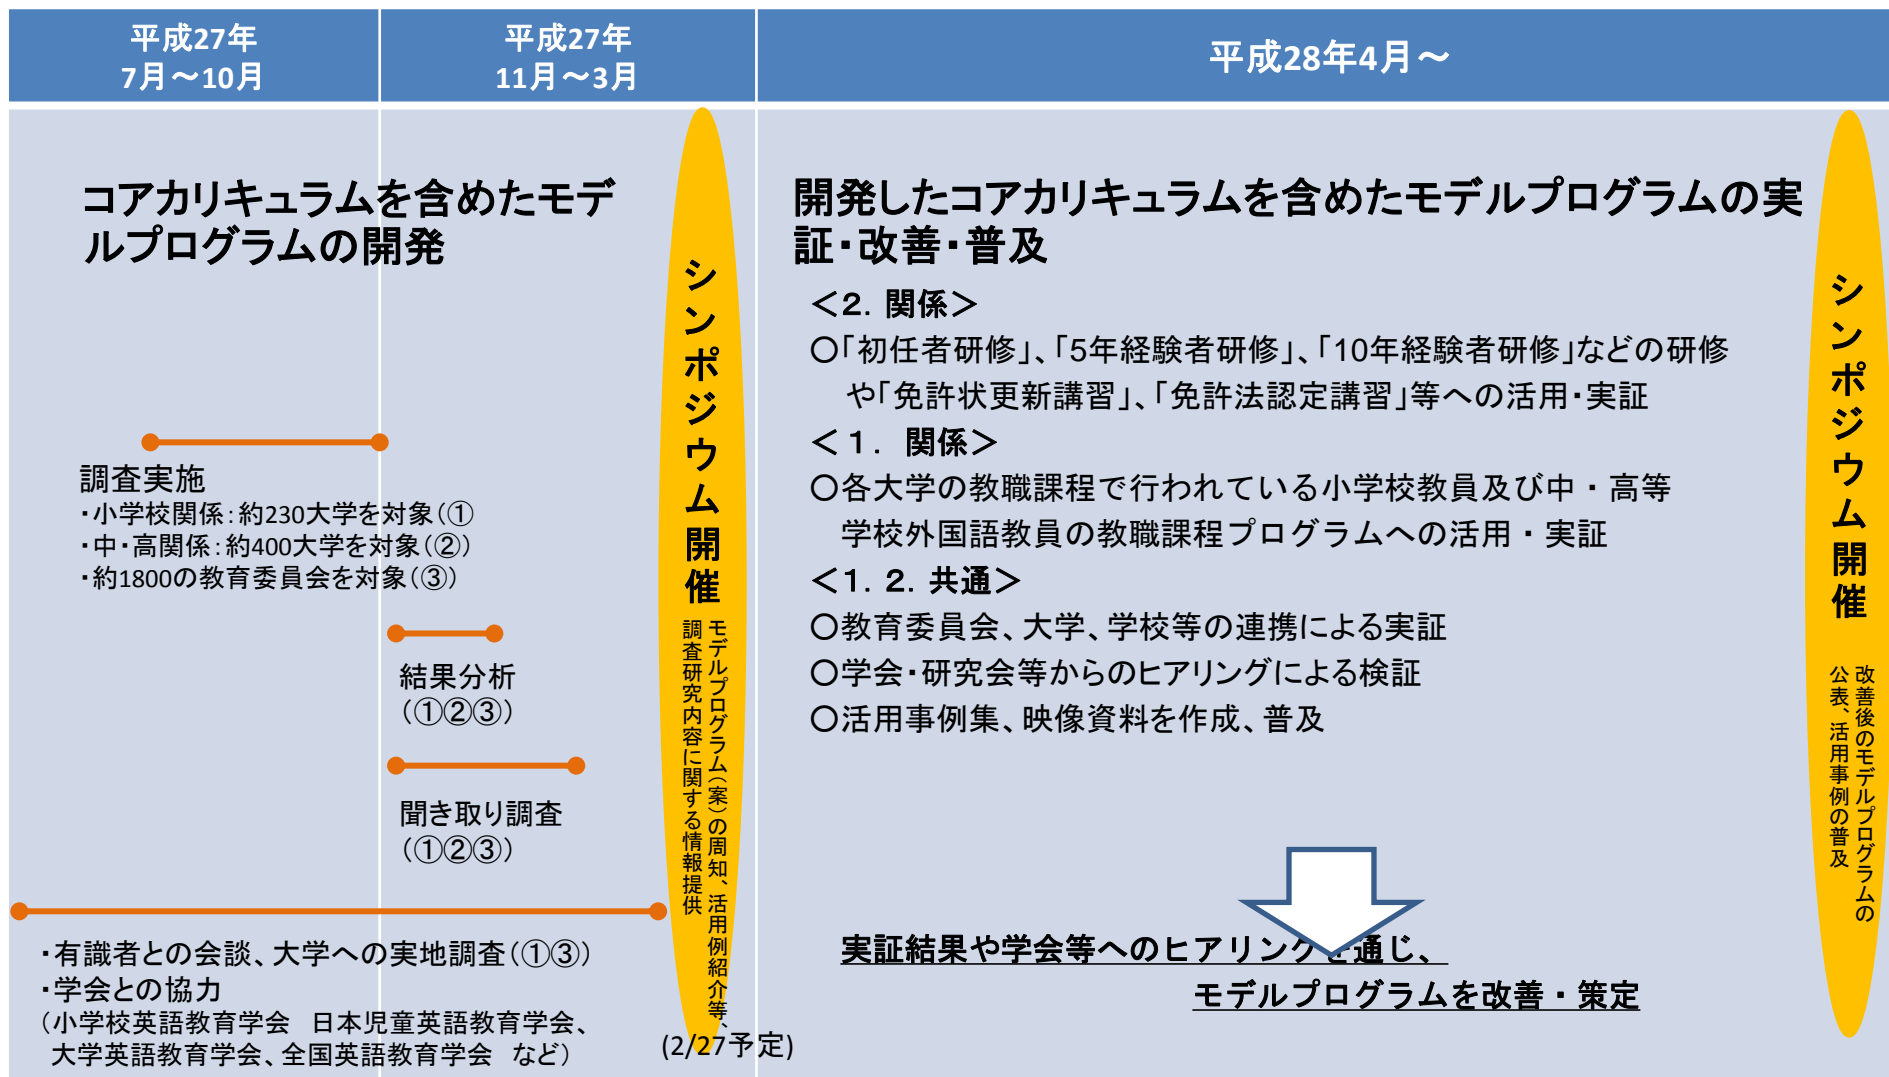 平成27年
7月～10月
平成27年
11月～3月
平成28年4月～
コアカリキュラムを含めたモデ
ルプログラムの開発
調査実施
・小学校関係：約230大学を対象（①
・中・高関係：約400大学を対象（②）
・約1800の教育委員会を対象（③）
結果分析
（①②③）
聞き取り調査
（①②③）
・有識者との会談、大学への実地調査（①③）
・学会との協力
（小学校英語教育学会　日本児童英語教育学会、
大学英語教育学会、全国英語教育学会　など）
シンポジウム開催
モデルプログラム（案）の周知、活用例紹介等、
調査研究内容に関する情報提供
(2/27予定)
開発したコアカリキュラムを含めたモデルプログラムの実
証・改善・普及
＜２．関係＞
○「初任者研修」、「5年経験者研修」、「10年経験者研修」などの研修
や「免許状更新講習」、「免許法認定講習」等への活用・実証
＜１． 関係＞
○各大学の教職課程で行われている小学校教員及び中・高等
学校外国語教員の教職課程プログラムへの活用・実証
＜１．２．共通＞
○教育委員会、大学、学校等の連携による実証
○学会・研究会等からのヒアリングによる検証
○活用事例集、映像資料を作成、普及
実証結果や学会等へのヒアリングを通じ、
モデルプログラムを改善・策定
シンポジウム開催
改善後のモデルプログラムの
公表、活用事例の普及